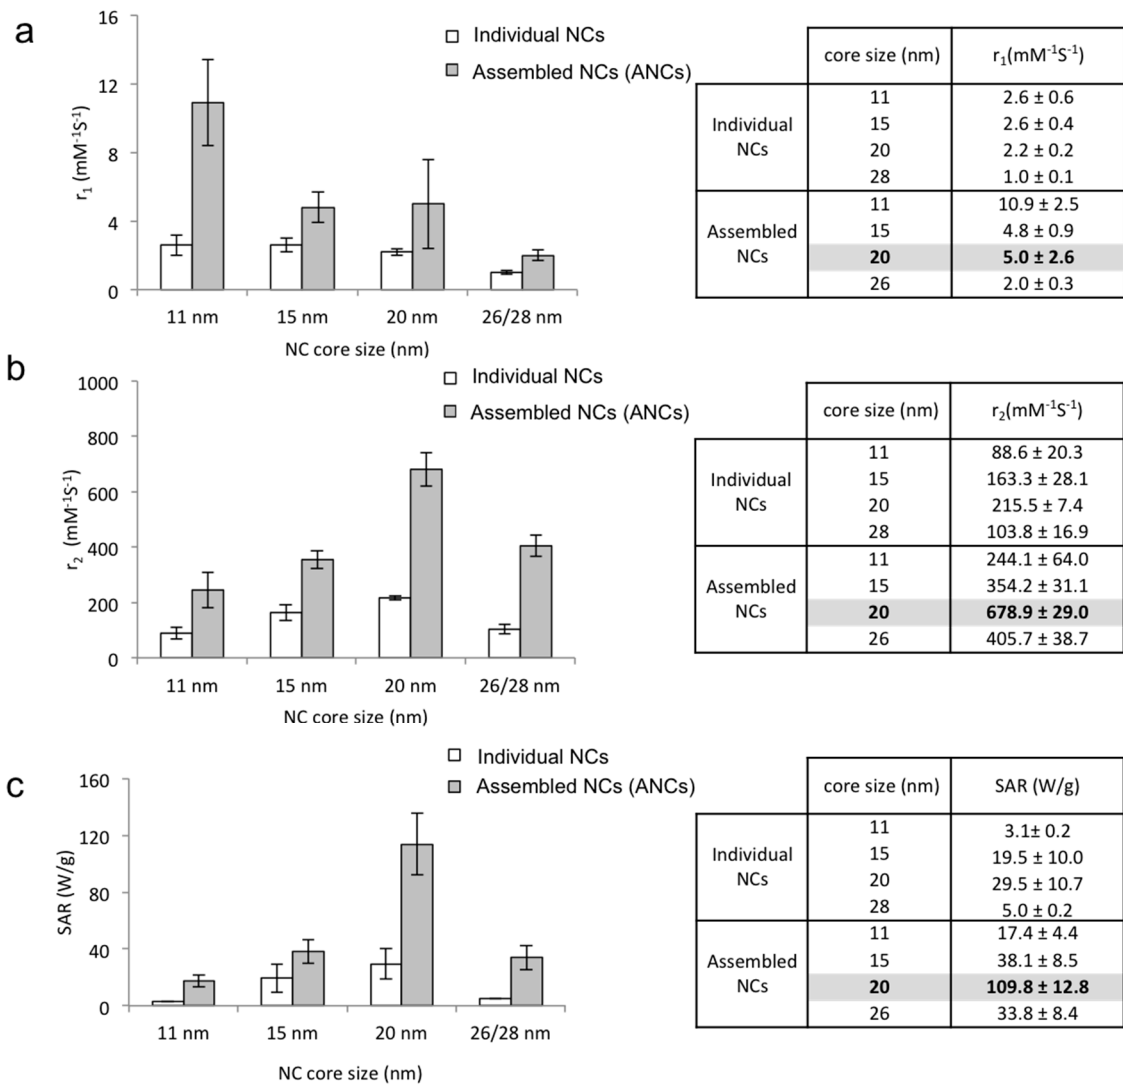 a
16
12
8
4
0
r1 (mM-1S-1)
Individual NCs
Assembled NCs (ANCs)
11 nm 15 nm 20 nm 26/28 nm
NC core size (nm)
core size (nm) r1(mM-1S-1)
Individual NCs
11 2.6 ± 0.6
15 2.6 ± 0.4
20 2.2 ± 0.2
28 1.0 ± 0.1
Assembled NCs
11 10.9 ± 2.5
15 4.8 ± 0.9
20 5.0 ± 2.6
26 2.0 ± 0.3
b
1000
800
600
400
200
0
r2 (mM-1S-1)
Individual NCs
Assembled NCs (ANCs)
11 nm 15 nm 20 nm 26/28 nm
NC core size (nm)
core size (nm) r2(mM-1S-1)
Individual NCs
11 88.6 ± 20.3
15 163.3 ± 28.1
20 215.5 ± 7.4
28 103.8 ± 16.9
Assembled NCs
11 244.1 ± 64.0
15 354.2 ± 31.1
20 678.9 ± 29.0
26 405.7 ± 38.7
c
160
120
80
40
0
SAR (W/g)
Individual NCs
Assembled NCs (ANCs)
11 nm 15 nm 20 nm 26/28 nm
NC core size (nm)
core size (nm) SAR (W/g)
Individual NCs
11 3.1± 0.2
15 19.5 ± 10.0
20 29.5 ± 10.7
28 5.0 ± 0.2
Assembled NCs
11 17.4 ± 4.4
15 38.1 ± 8.5
20 109.8 ± 12.8
26 33.8 ± 8.4